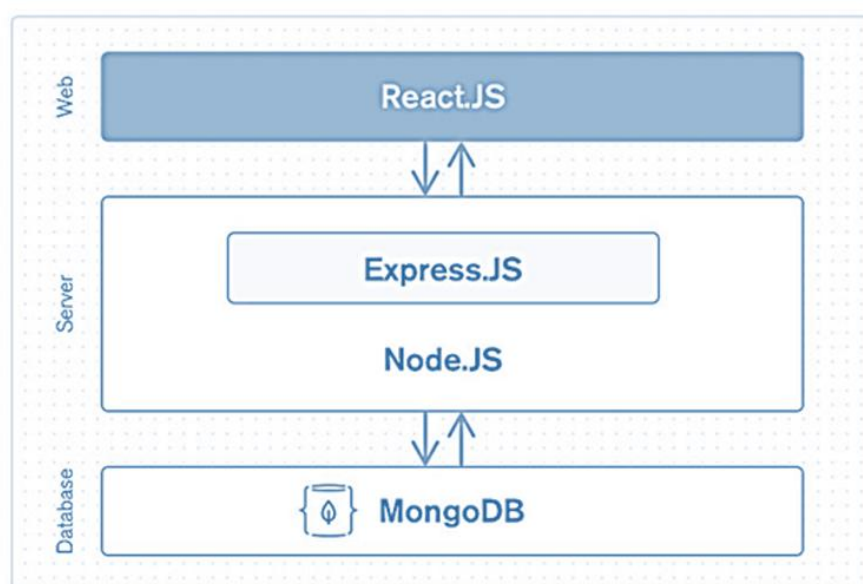 Web
React.JS
Server
Express.JS
Node.JS
Database
MongoDB